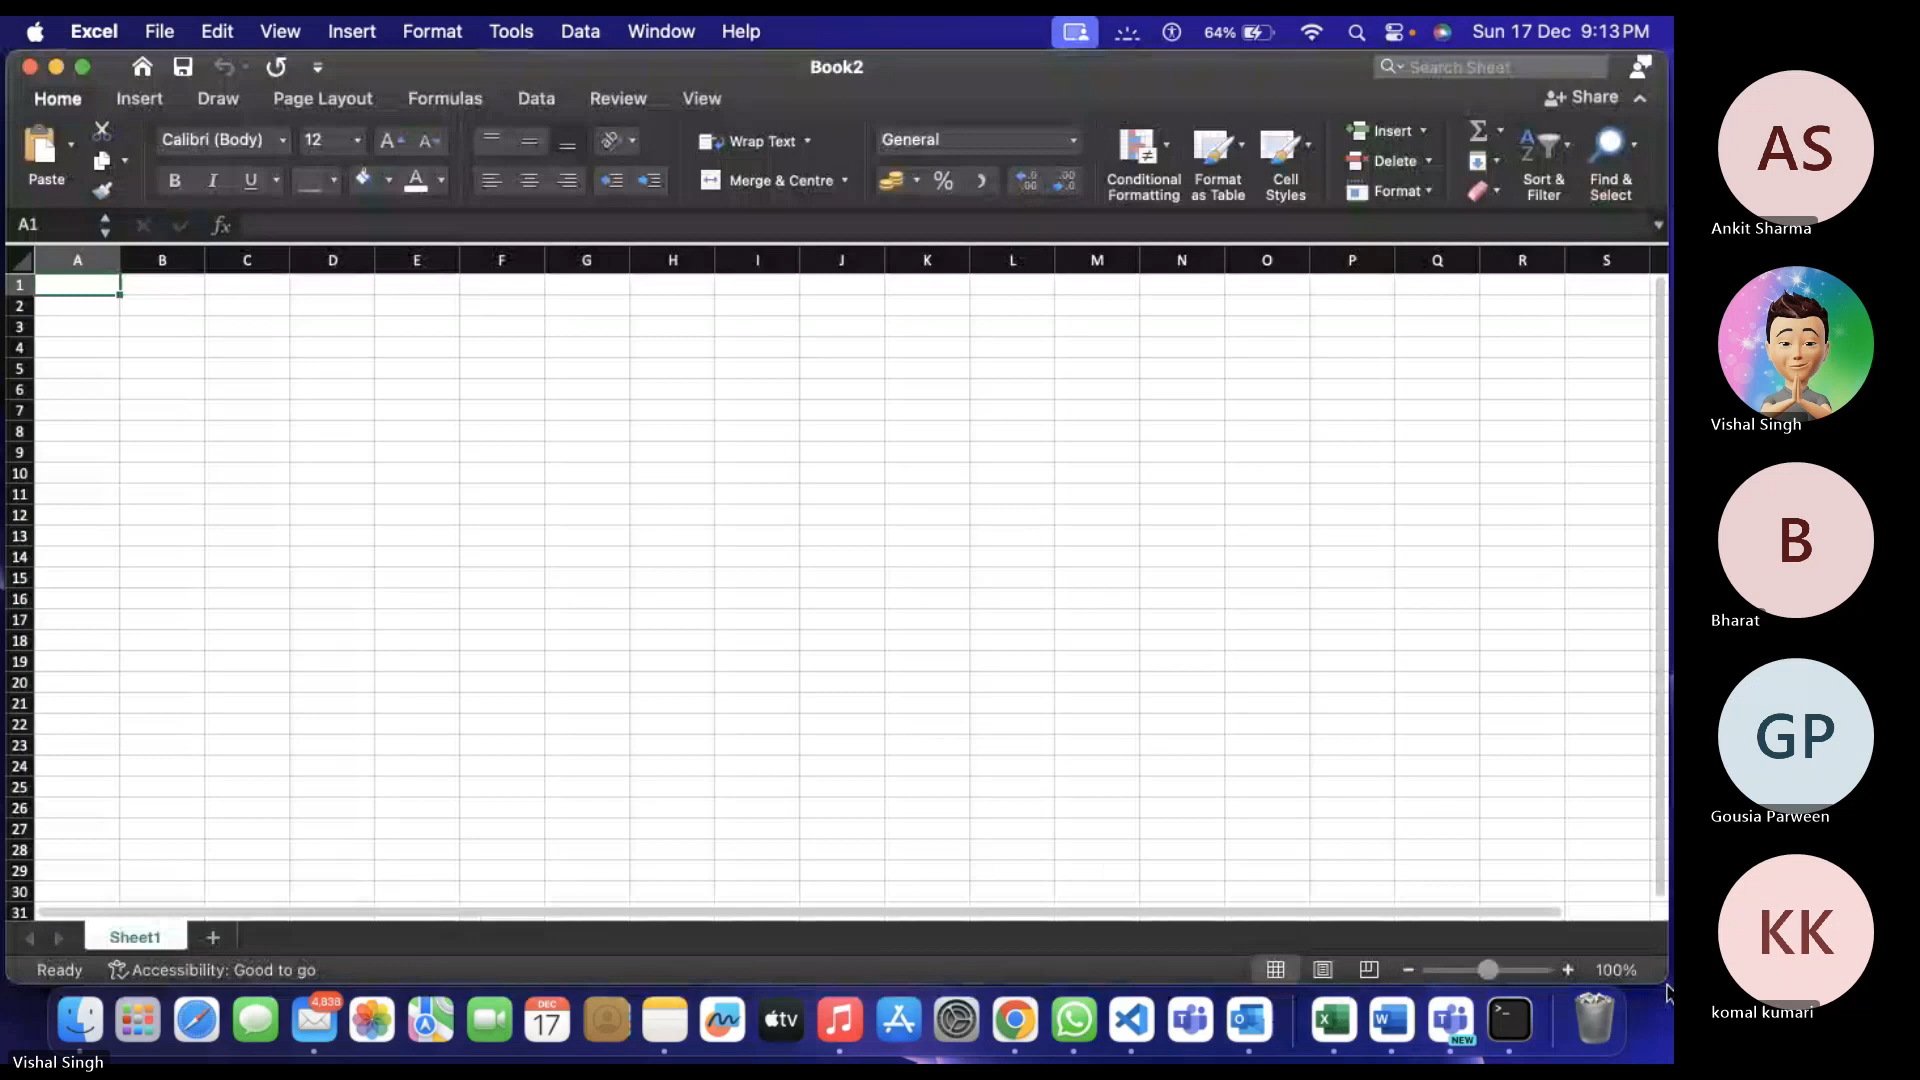 Excel File Edit View Insert Format Tools Data Window Help 64% Sun 17 Dec 9:13 PM
Book2 Search Sheet
Home Insert Draw Page Layout Formulas Data Review View Share
Calibri (Body) 12 A A Wrap Text General Insert Σ
Paste B I U A Merge & Centre % Conditional Formatting Format as Table Cell Styles Delete Format Sort & Filter Find & Select
A1 fx
A B C D E F G H I J K L M N O P Q R S
1
2
3
4
5
6
7
8
9
10
11
12
13
14
15
16
17
18
19
20
21
22
23
24
25
26
27
28
29
30
31
Sheet1 +
Ready Accessibility: Good to go 100%
4,838 DEC 17 tv NEW
Vishal Singh
AS
Ankit Sharma
Vishal Singh
B
Bharat
GP
Gousia Parween
KK
komal kumari